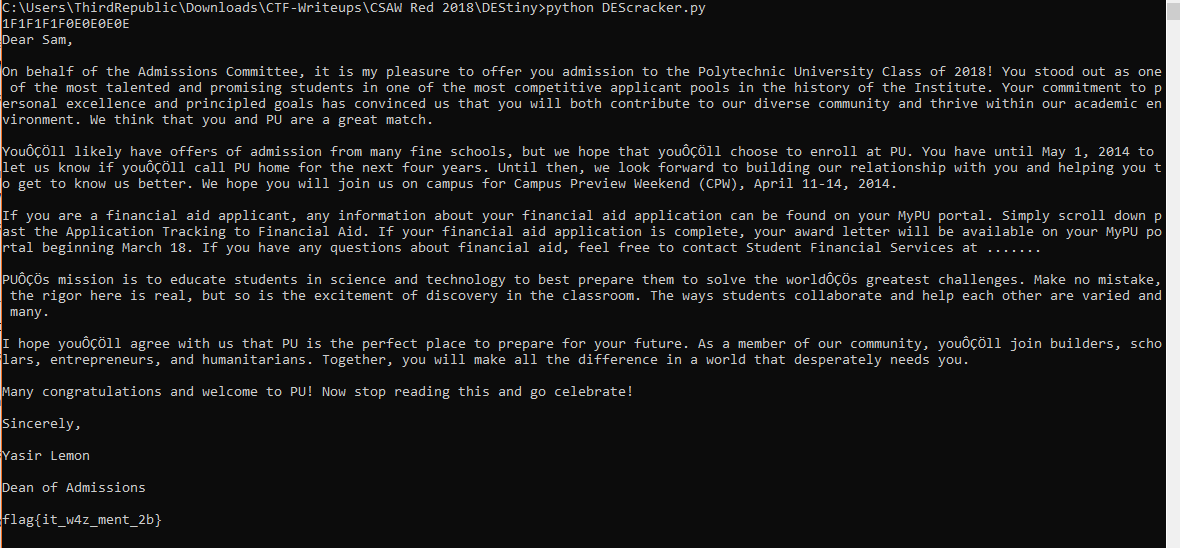 C:\Users\ThirdRepublic\Downloads\CTF-Writeups\CSAW Red 2018\DEStiny>python DEScracker.py
1F1F1F1F0E0E0E0E
Dear Sam,
On behalf of the Admissions Committee, it is my pleasure to offer you admission to the Polytechnic University Class of 2018! You stood out as one
 of the most talented and promising students in one of the most competitive applicant pools in the history of the Institute. Your commitment to p
ersonal excellence and principled goals has convinced us that you will both contribute to our diverse community and thrive within our academic en
vironment. We think that you and PU are a great match.
YouÔÇÖll likely have offers of admission from many fine schools, but we hope that youÔÇÖll choose to enroll at PU. You have until May 1, 2014 to
let us know if youÔÇÖll call PU home for the next four years. Until then, we look forward to building our relationship with you and helping you t
o get to know us better. We hope you will join us on campus for Campus Preview Weekend (CPW), April 11-14, 2014.
If you are a financial aid applicant, any information about your financial aid application can be found on your MyPU portal. Simply scroll down p
ast the Application Tracking to Financial Aid. If your financial aid application is complete, your award letter will be available on your MyPU po
rtal beginning March 18. If you have any questions about financial aid, feel free to contact Student Financial Services at .......
PUÔÇÖs mission is to educate students in science and technology to best prepare them to solve the worldÔÇÖs greatest challenges. Make no mistake,
 the rigor here is real, but so is the excitement of discovery in the classroom. The ways students collaborate and help each other are varied and
 many.
I hope youÔÇÖll agree with us that PU is the perfect place to prepare for your future. As a member of our community, youÔÇÖll join builders, scho
lars, entrepreneurs, and humanitarians. Together, you will make all the difference in a world that desperately needs you.
Many congratulations and welcome to PU! Now stop reading this and go celebrate!
Sincerely,
Yasir Lemon
Dean of Admissions
flag{it_w4z_ment_2b}